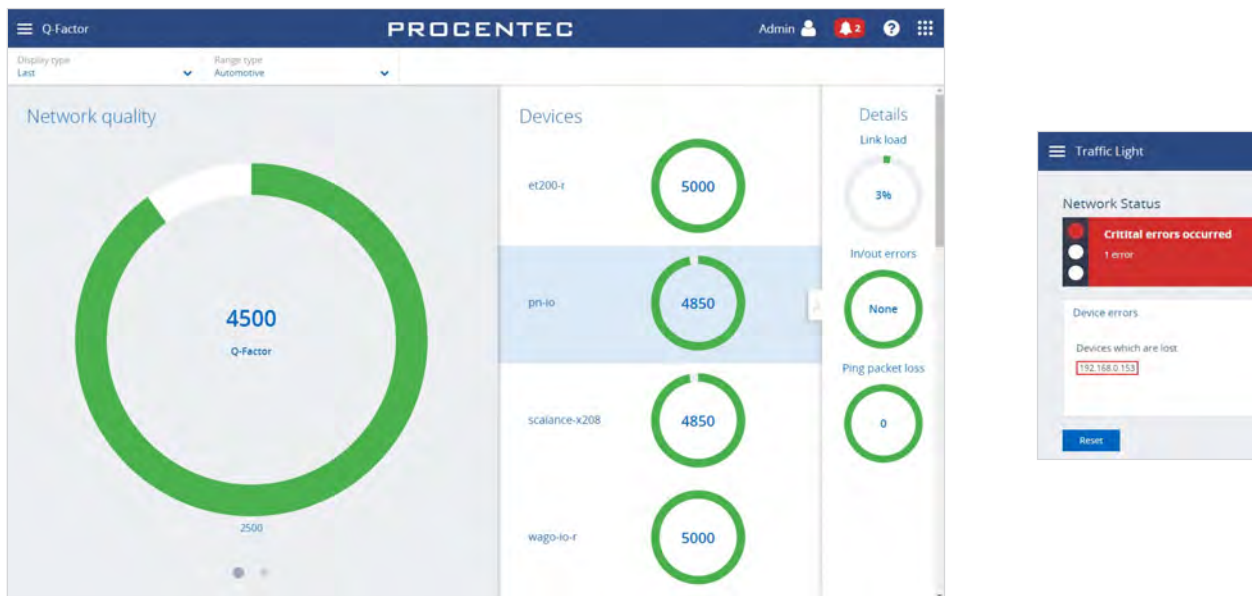 Q-Factor
PROCENTEC
Admin
2
?
Display type
Last
Range type
Automotive
Network quality
4500
Q-Factor
2500
Devices
et200-r
5000
pn-io
4850
scalance-x208
4850
wago-io-r
5000
Details
Link load
3%
In/out errors
None
Ping packet loss
0
Traffic Light
Network Status
Critital errors occurred
1 error
Device errors
Devices which are lost
192.168.0.153
Reset